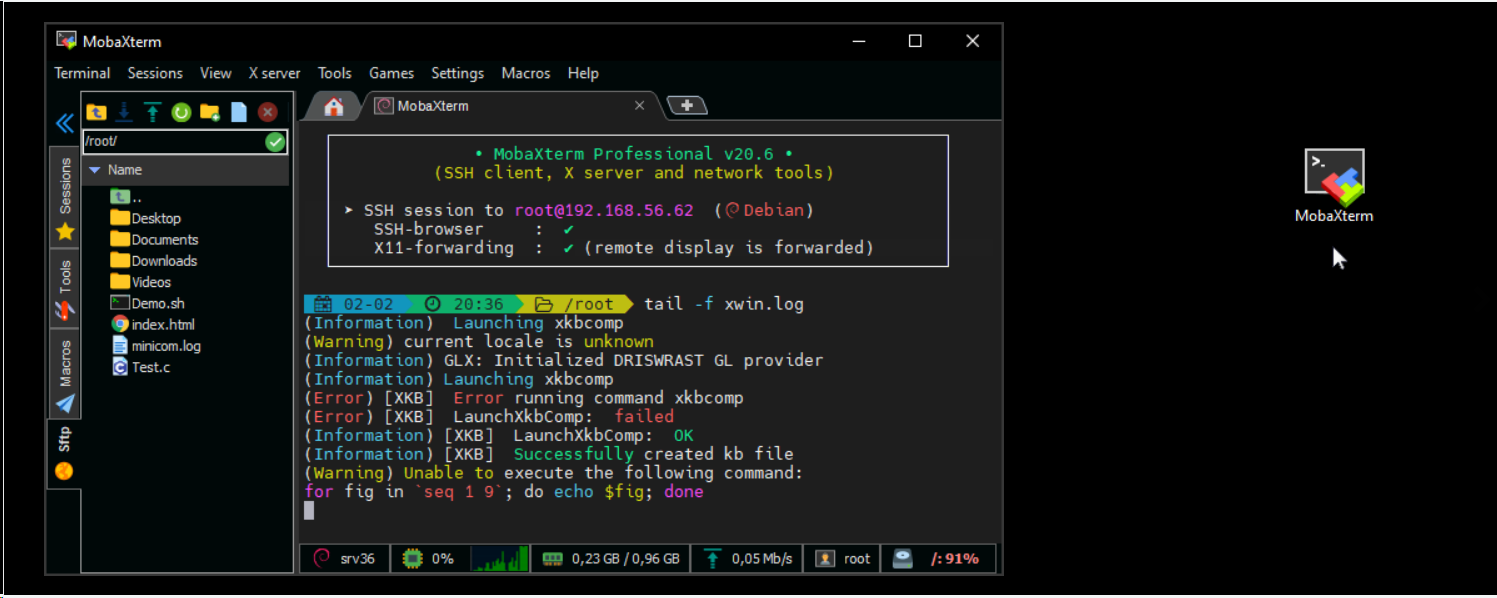 MobaXterm
Terminal Sessions View X server Tools Games Settings Macros Help
MobaXterm
/root/
Name
..
Desktop
Documents
Downloads
Videos
Demo.sh
index.html
minicom.log
Test.c
Sessions
Tools
Macros
Sftp
• MobaXterm Professional v20.6 •
(SSH client, X server and network tools)
➤ SSH session to root@192.168.56.62 (Debian)
SSH-browser : ✔
X11-forwarding : ✔ (remote display is forwarded)
02-02 20:36 /root tail -f xwin.log
(Information) Launching xkbcomp
(Warning) current locale is unknown
(Information) GLX: Initialized DRISWRAST GL provider
(Information) Launching xkbcomp
(Error) [XKB] Error running command xkbcomp
(Error) [XKB] LaunchXkbComp: failed
(Information) [XKB] LaunchXkbComp: OK
(Information) [XKB] Successfully created kb file
(Warning) Unable to execute the following command:
for fig in `seq 1 9`; do echo $fig; done
srv36 0% 0,23 GB / 0,96 GB 0,05 Mb/s root /: 91%
>.
MobaXterm